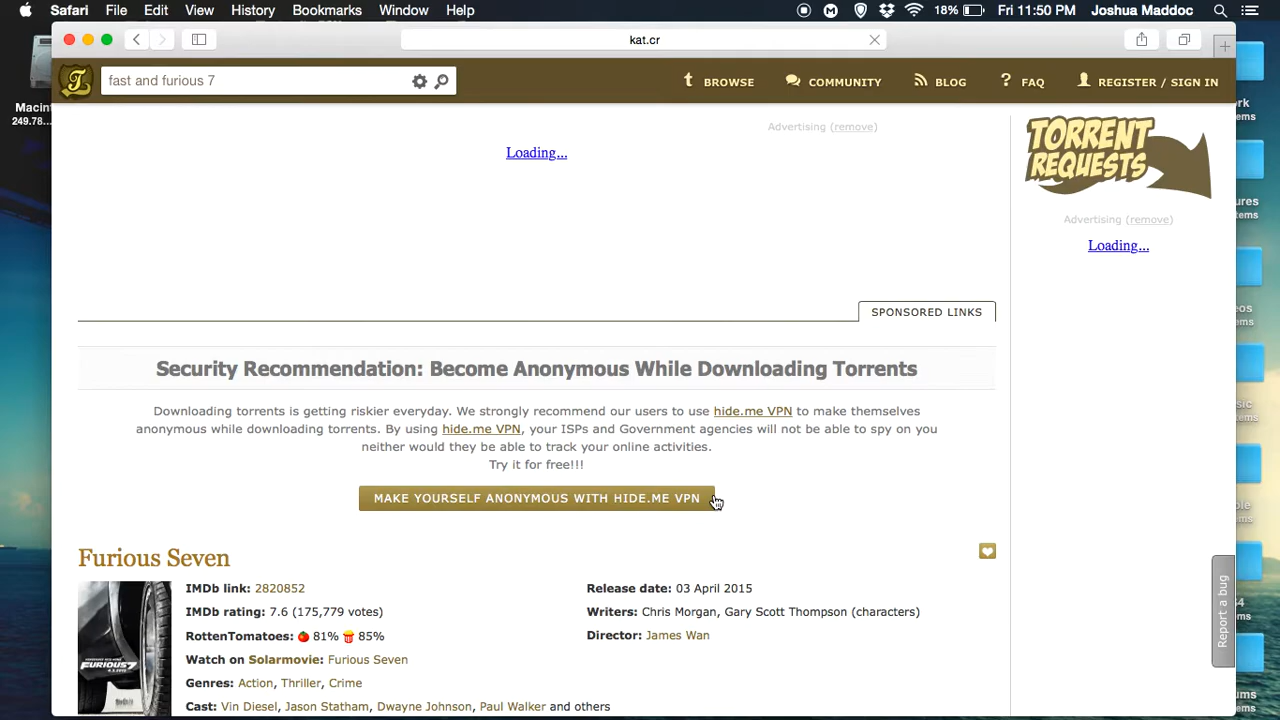 Safari File Edit View History Bookmarks Window Help 18% Fri 11:50 PM Joshua Maddoc
kat.cr
fast and furious 7
BROWSE COMMUNITY BLOG FAQ REGISTER / SIGN IN
Macint
249.78...
Advertising (remove)
Loading...
TORRENT
REQUESTS
Advertising (remove)
Loading...
SPONSORED LINKS
Security Recommendation: Become Anonymous While Downloading Torrents
Downloading torrents is getting riskier everyday. We strongly recommend our users to use hide.me VPN to make themselves
anonymous while downloading torrents. By using hide.me VPN, your ISPs and Government agencies will not be able to spy on you
neither would they be able to track your online activities.
Try it for free!!!
MAKE YOURSELF ANONYMOUS WITH HIDE.ME VPN
Furious Seven
IMDb link: 2820852
IMDb rating: 7.6 (175,779 votes)
RottenTomatoes: 81% 85%
Watch on Solarmovie: Furious Seven
Genres: Action, Thriller, Crime
Cast: Vin Diesel, Jason Statham, Dwayne Johnson, Paul Walker and others
Release date: 03 April 2015
Writers: Chris Morgan, Gary Scott Thompson (characters)
Director: James Wan
FURIOUS7
Report a bug